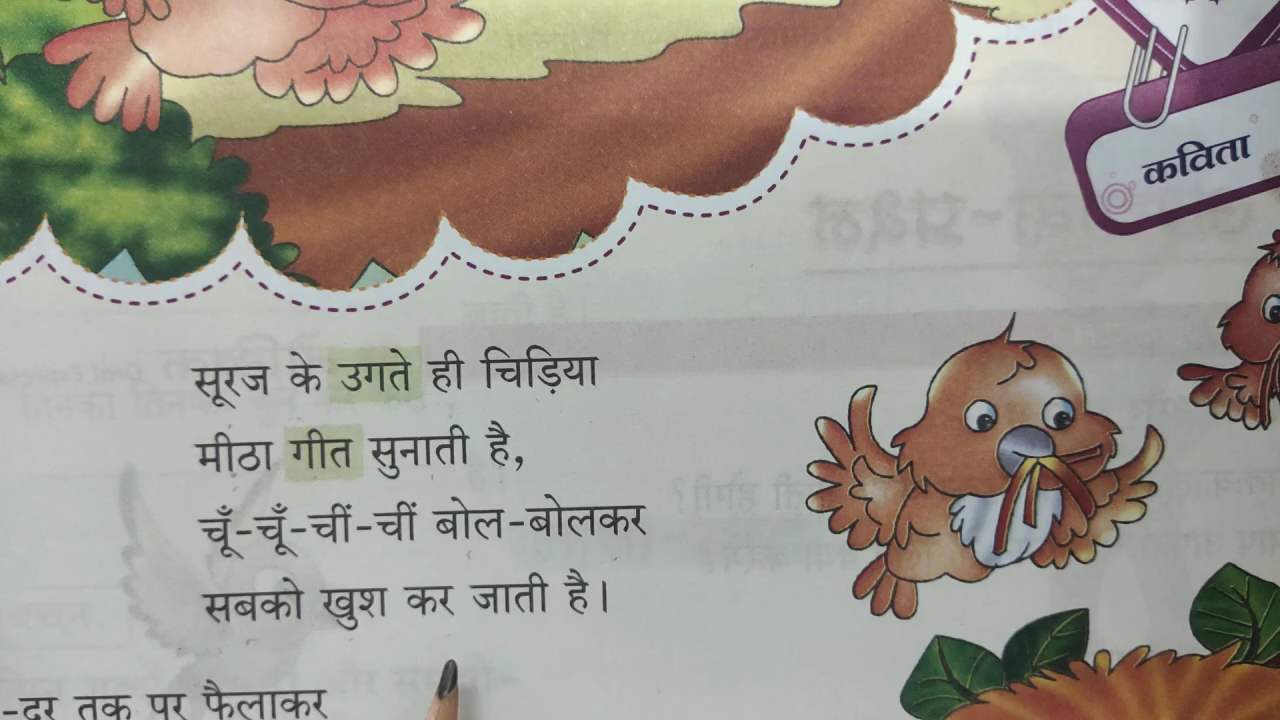 कविता
सूरज के उगते ही चिड़िया
मीठा गीत सुनाती है,
चूँ-चूँ-चीं-चीं बोल-बोलकर
सबको खुश कर जाती है।
-दूर तक पर फैलाकर